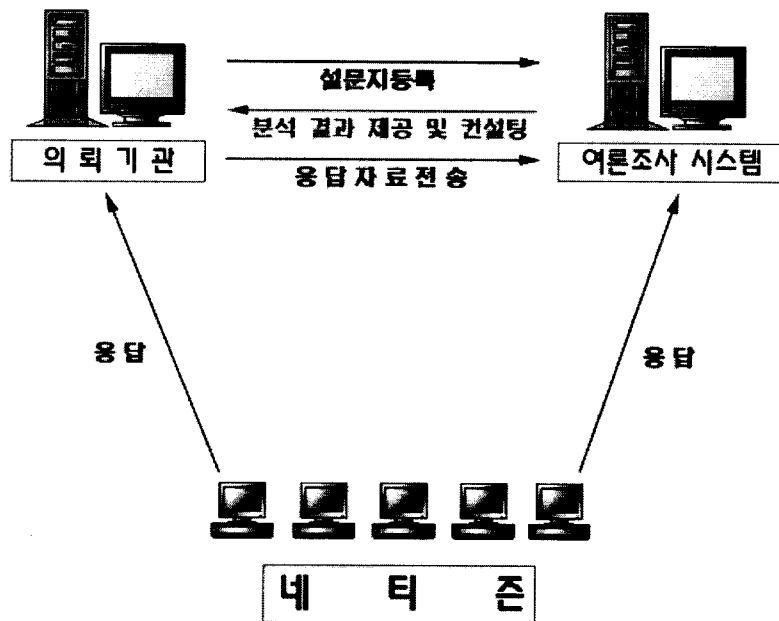 설문지등록
분석 결과 제공 및 컨설팅
의 뢰 기 관
응 답 자 료 전 송
여론조사 시스템
응 답
응 답
네 티 즌